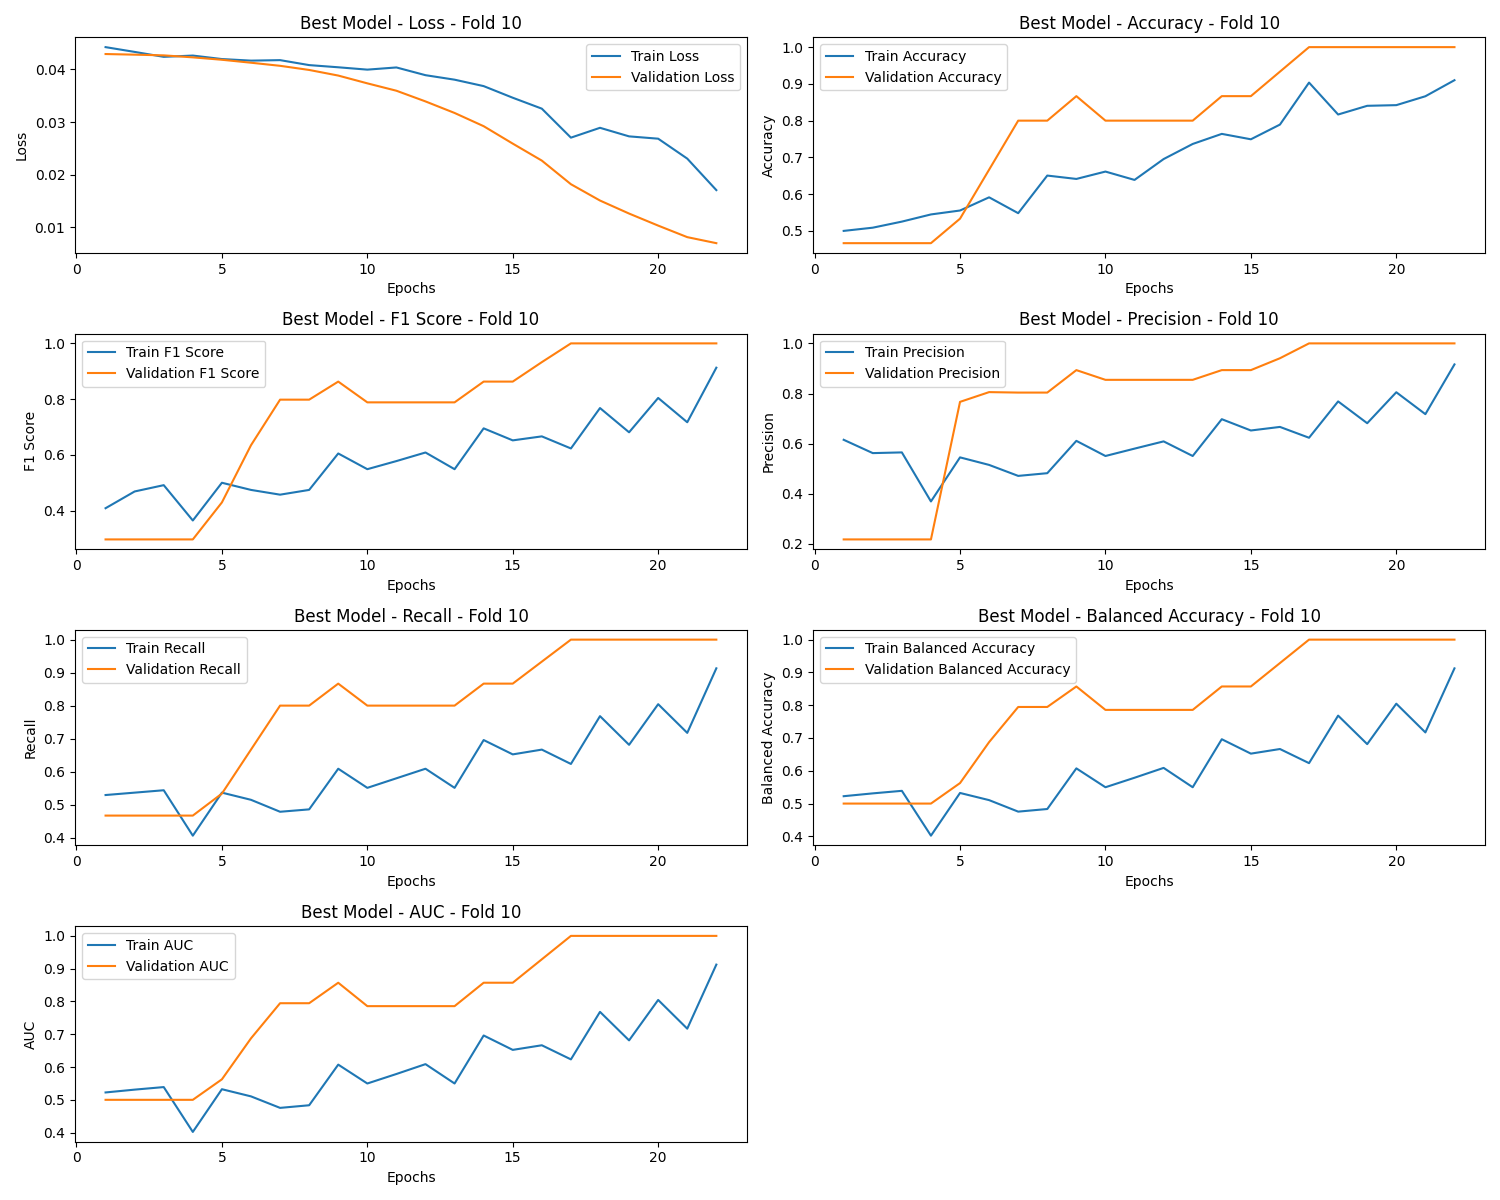 Best Model - Loss - Fold 10
Loss
0.04
0.03
0.02
0.01
Train Loss
Validation Loss
0 5 10 15 20
Epochs
Best Model - Accuracy - Fold 10
Accuracy
1.0
0.9
0.8
0.7
0.6
0.5
Train Accuracy
Validation Accuracy
0 5 10 15 20
Epochs
Best Model - F1 Score - Fold 10
F1 Score
1.0
0.8
0.6
0.4
Train F1 Score
Validation F1 Score
0 5 10 15 20
Epochs
Best Model - Precision - Fold 10
Precision
1.0
0.8
0.6
0.4
0.2
Train Precision
Validation Precision
0 5 10 15 20
Epochs
Best Model - Recall - Fold 10
Recall
1.0
0.9
0.8
0.7
0.6
0.5
0.4
Train Recall
Validation Recall
0 5 10 15 20
Epochs
Best Model - Balanced Accuracy - Fold 10
Balanced Accuracy
1.0
0.9
0.8
0.7
0.6
0.5
0.4
Train Balanced Accuracy
Validation Balanced Accuracy
0 5 10 15 20
Epochs
Best Model - AUC - Fold 10
AUC
1.0
0.9
0.8
0.7
0.6
0.5
0.4
Train AUC
Validation AUC
0 5 10 15 20
Epochs